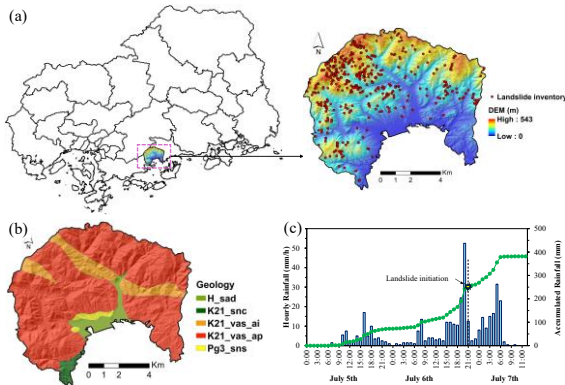 (a)
N
Landslide inventory
DEM (m)
High : 543
Low : 0
0 2 4
Km
(b)
N
Geology
H_sad
K21_snc
K21_vas_ai
K21_vas_ap
Pg3_sns
0 2 4
Km
(c)
Hourly Rainfall (mm/h)
60
50
40
30
20
10
0
Landslide initiation
500
400
300
200
100
0
Accumulated Rainfall (mm)
0:00 3:00 6:00 9:00 12:00 15:00 18:00 21:00 0:00 3:00 6:00 9:00 12:00 15:00 18:00 21:00 0:00 3:00 6:00 9:00 11:00
July 5th July 6th July 7th